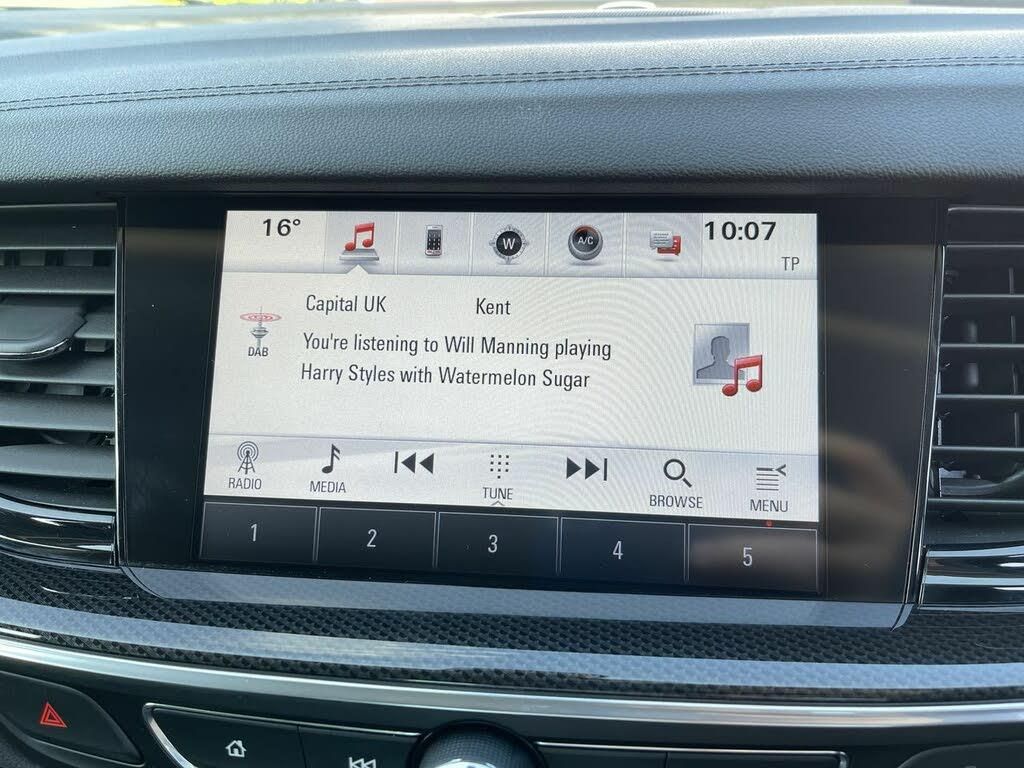 16°
W
A/C
10:07
TP
Capital UK
Kent
DAB
You're listening to Will Manning playing
Harry Styles with Watermelon Sugar
RADIO
MEDIA
TUNE
BROWSE
MENU
1
2
3
4
5